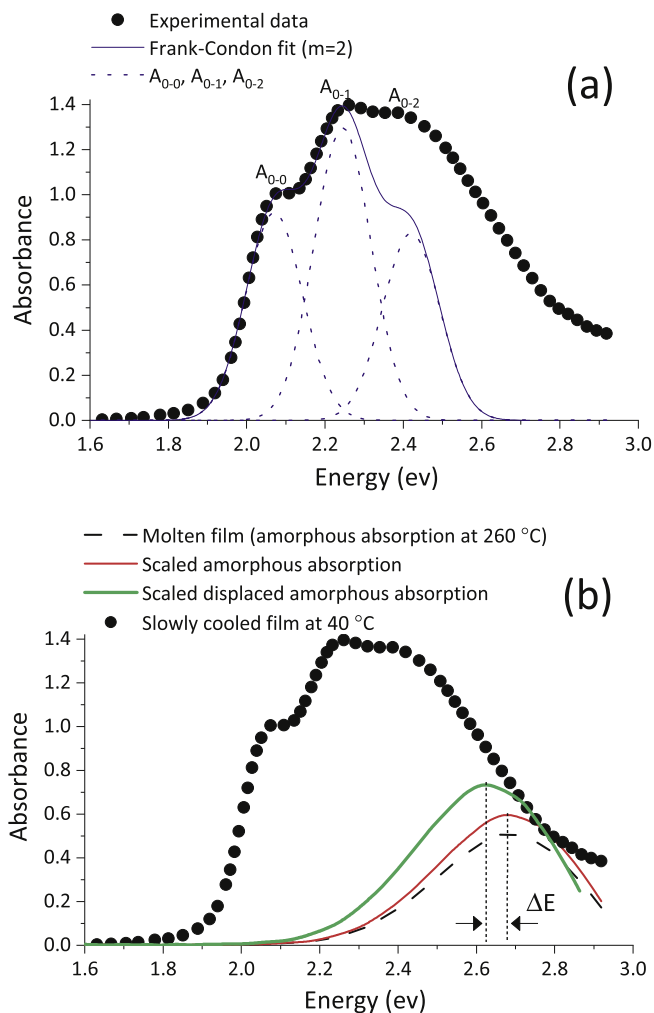 Experimental data
Frank-Condon fit (m=2)
A0-0, A0-1, A0-2
(a)
A0-1
A0-2
A0-0
1.4
1.2
1.0
0.8
0.6
0.4
0.2
0.0
Absorbance
1.6 1.8 2.0 2.2 2.4 2.6 2.8 3.0
Energy (ev)
Molten film (amorphous absorption at 260 °C)
Scaled amorphous absorption
Scaled displaced amorphous absorption
Slowly cooled film at 40 °C
(b)
1.4
1.2
1.0
0.8
0.6
0.4
0.2
0.0
Absorbance
ΔE
1.6 1.8 2.0 2.2 2.4 2.6 2.8 3.0
Energy (ev)